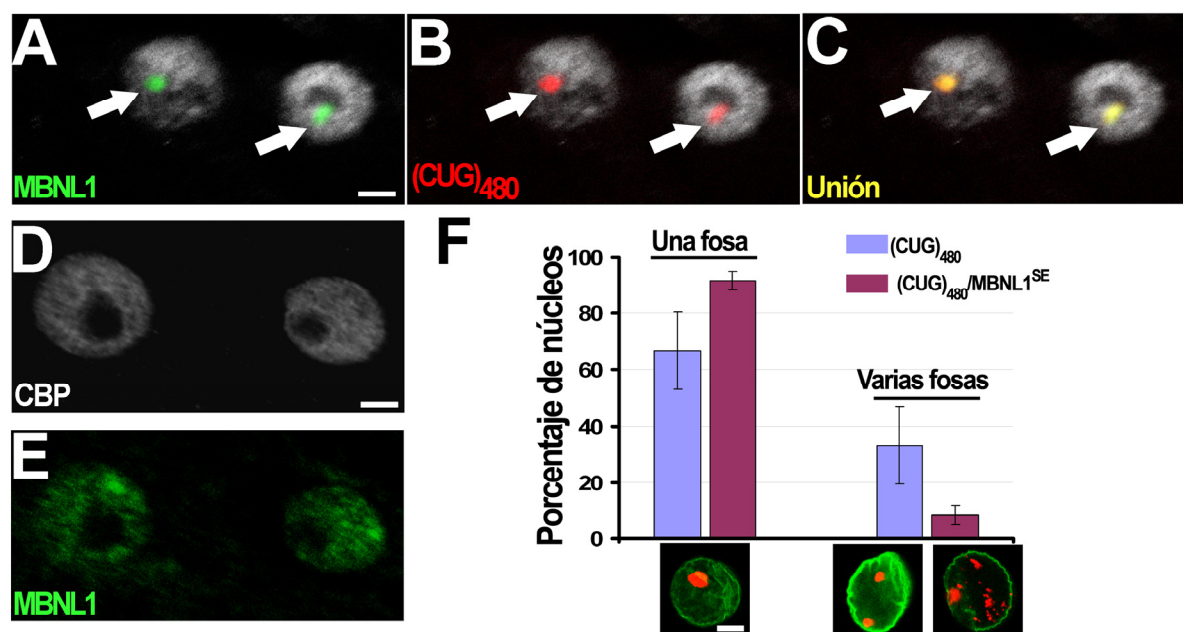 A
MBNL1
B
(CUG)480
C
Unión
D
CBP
E
MBNL1
F
Porcentaje de núcleos
100
80
60
40
20
0
Una fosa
Varias fosas
(CUG)480
(CUG)480/MBNL1SE